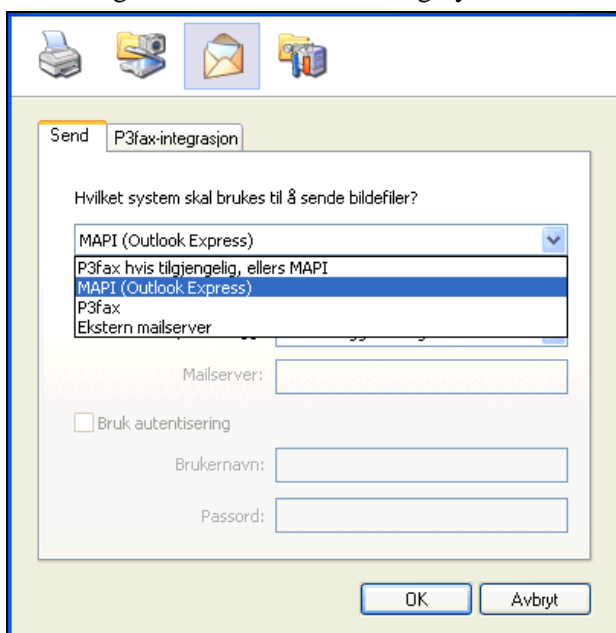 Send P3fax-integrasjon
Hvilket system skal brukes til å sende bildefiler?
MAPI (Outlook Express)
P3fax hvis tilgjengelig, ellers MAPI
MAPI (Outlook Express)
P3fax
Ekstern mailserver
Mailserver:
Bruk autentisering
Brukernavn:
Passord:
OK Avbryt